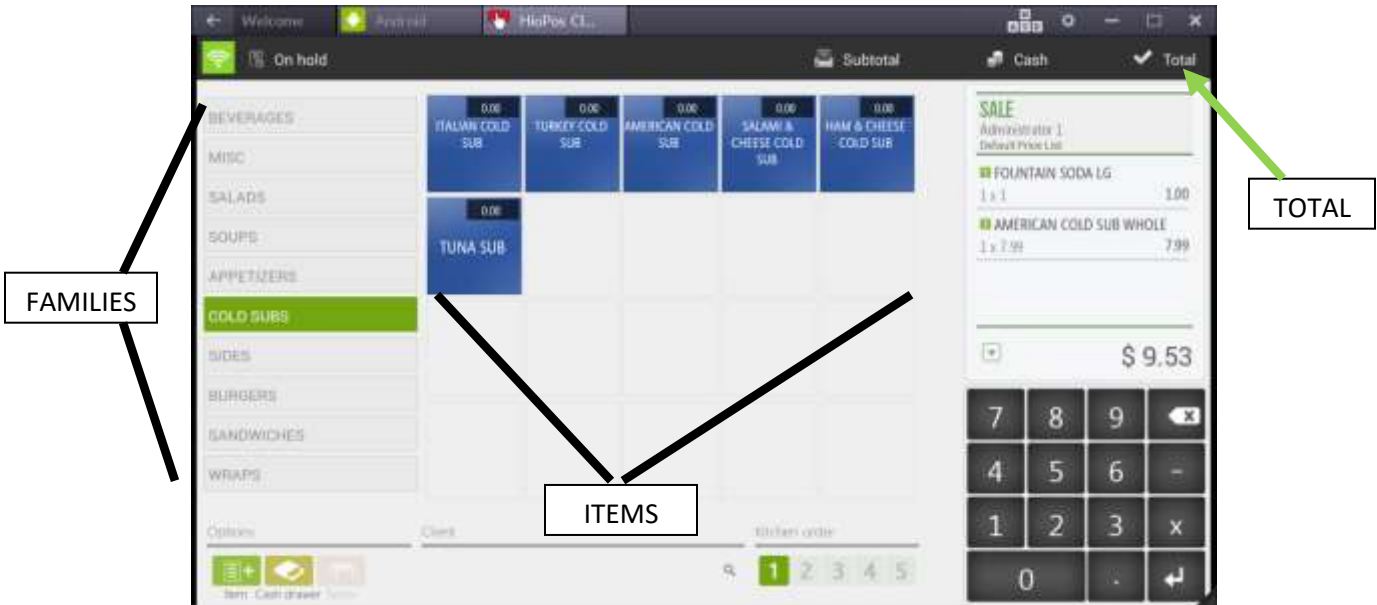 Welcome
Android
HioPos Cl...
On hold
Subtotal
Cash
Total
BEVERAGES
MISC
SALADS
SOUPS
APPETIZERS
COLD SUBS
SIDES
BURGERS
SANDWICHES
WRAPS
FAMILIES
0.00
ITALIAN COLD
SUB
0.00
TURKEY COLD
SUB
0.00
AMERICAN COLD
SUB
0.00
SALAMI &
CHEESE COLD
SUB
0.00
HAM & CHEESE
COLD SUB
0.00
TUNA SUB
ITEMS
SALE
Administrator 1
Default Price List
FOUNTAIN SODA LG
1 x 1 1.00
AMERICAN COLD SUB WHOLE
1 x 7.99 7.99
$ 9.53
TOTAL
7 8 9
4 5 6 -
1 2 3 x
0 .
Options
Client
Kitchen order
1 2 3 4 5
Item Cash drawer